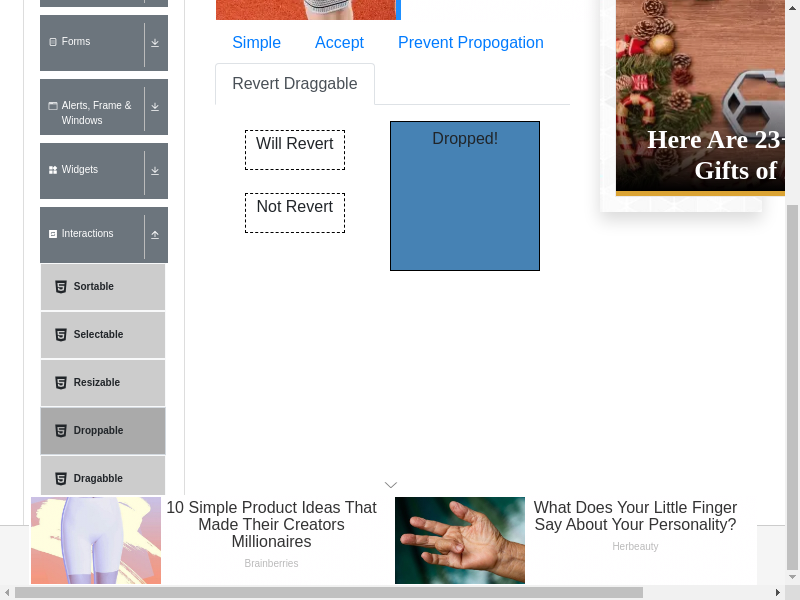 Forms
Alerts, Frame &
Windows
Widgets
Interactions
Sortable
Selectable
Resizable
Droppable
Dragabble
Simple
Accept
Prevent Propogation
Revert Draggable
Will Revert
Not Revert
Dropped!
Here Are 23
Gifts of
10 Simple Product Ideas That
Made Their Creators
Millionaires
Brainberries
What Does Your Little Finger
Say About Your Personality?
Herbeauty